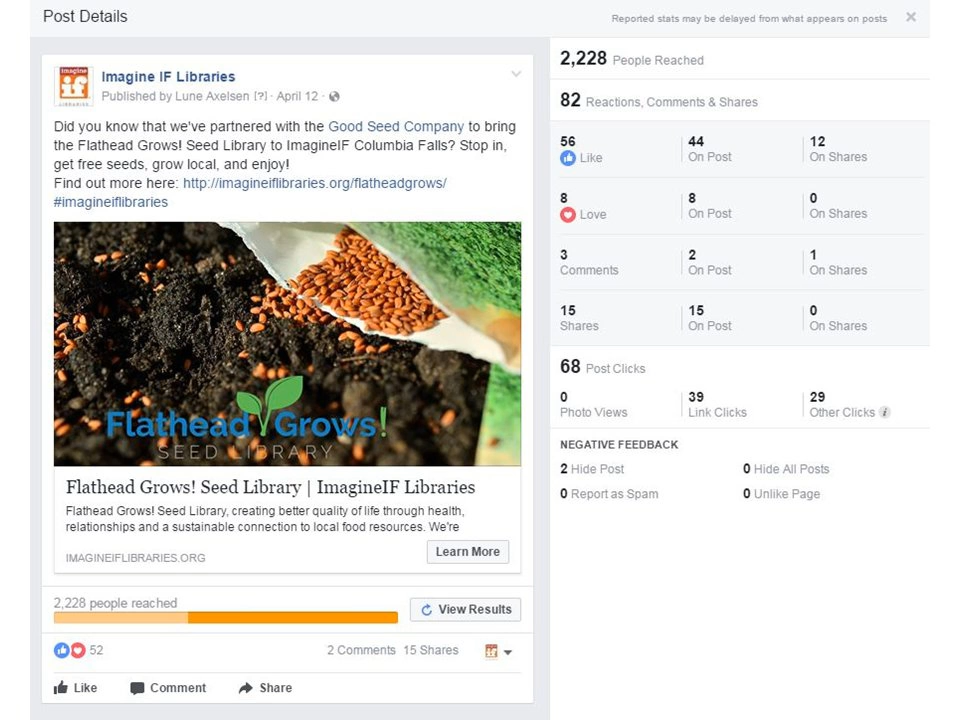 Post Details
Reported stats may be delayed from what appears on posts
imagine
if
LIBRARIES
Imagine IF Libraries
Published by Lune Axelsen [?] · April 12 ·
Did you know that we've partnered with the Good Seed Company to bring
the Flathead Grows! Seed Library to ImagineIF Columbia Falls? Stop in,
get free seeds, grow local, and enjoy!
Find out more here: http://imagineiflibraries.org/flatheadgrows/
#imagineiflibraries
Flathead Grows!
SEED LIBRARY
Flathead Grows! Seed Library | ImagineIF Libraries
Flathead Grows! Seed Library, creating better quality of life through health,
relationships and a sustainable connection to local food resources. We're
IMAGINEIFLIBRARIES.ORG
Learn More
2,228 people reached
View Results
52
2 Comments 15 Shares
if
Like Comment Share
2,228 People Reached
82 Reactions, Comments & Shares
56 44 12
Like On Post On Shares
8 8 0
Love On Post On Shares
3 2 1
Comments On Post On Shares
15 15 0
Shares On Post On Shares
68 Post Clicks
0 39 29
Photo Views Link Clicks Other Clicks i
NEGATIVE FEEDBACK
2 Hide Post 0 Hide All Posts
0 Report as Spam 0 Unlike Page